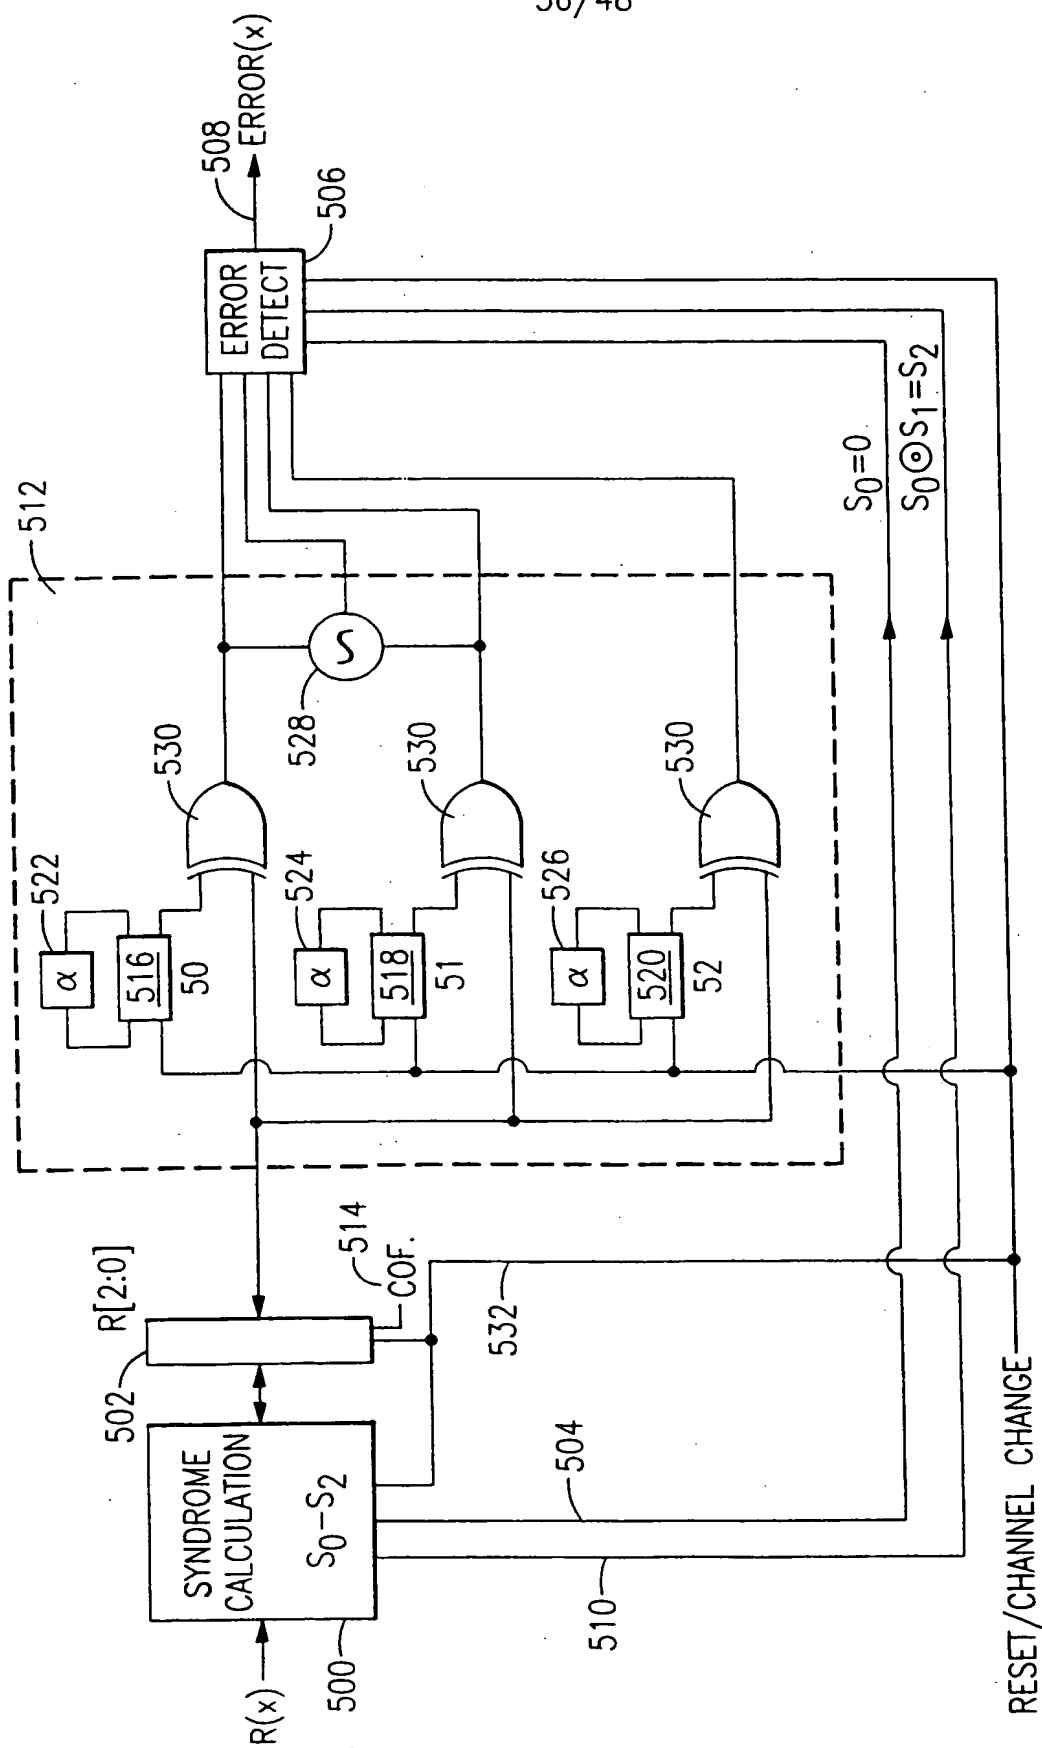 R(x)
500
SYNDROME
CALCULATION
S₀–S₂
502
R[2:0]
514
COF.
532
504
510
512
522
α
516
50
530
524
α
518
51
530
526
α
520
52
530
S
528
ERROR
DETECT
506
508
ERROR(x)
S₀=0
S₀⊙S₁=S₂
RESET/CHANNEL CHANGE